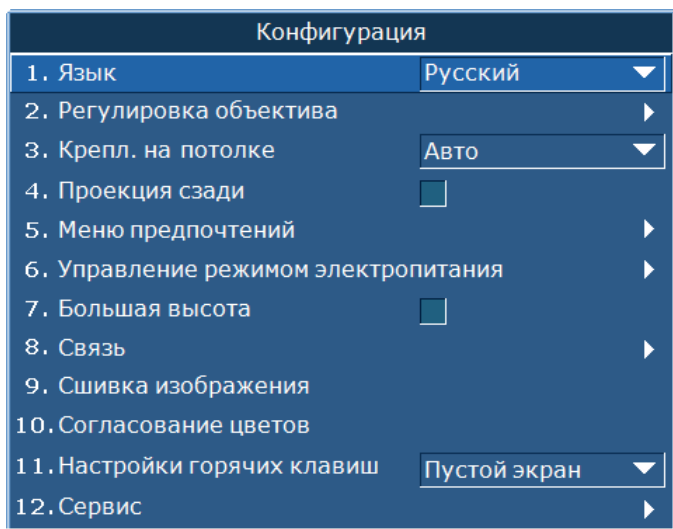 Конфигурация
1. Язык Русский
2. Регулировка объектива
3. Крепл. на потолке Авто
4. Проекция сзади
5. Меню предпочтений
6. Управление режимом электропитания
7. Большая высота
8. Связь
9. Сшивка изображения
10. Согласование цветов
11. Настройки горячих клавиш Пустой экран
12. Сервис